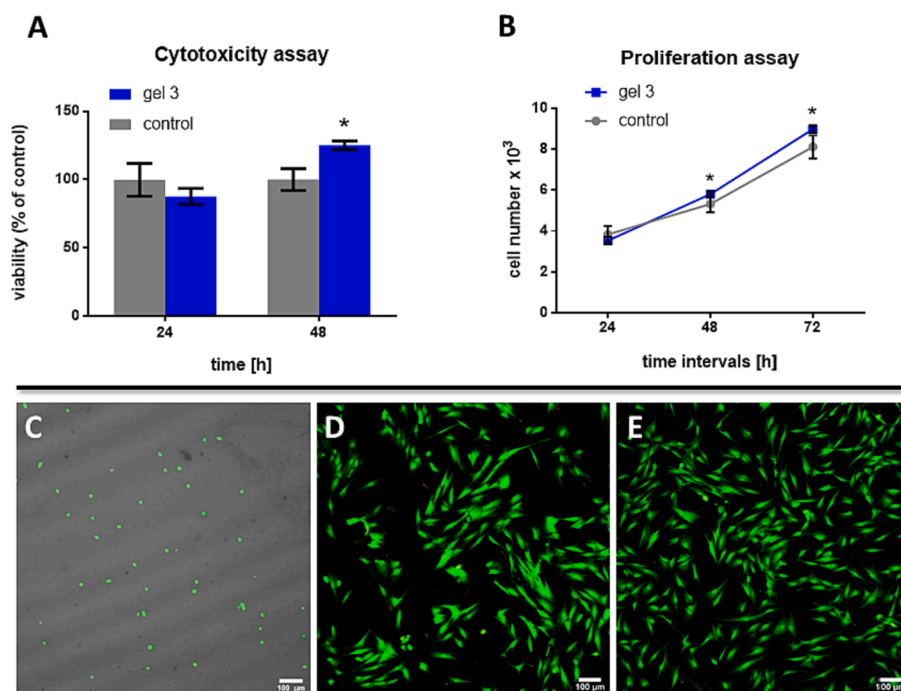 A
Cytotoxicity assay
gel 3
control
viability (% of control)
150
100
50
0
*
24
48
time [h]
B
Proliferation assay
gel 3
control
cell number x 10³
10
8
6
4
2
0
*
*
24
48
72
time intervals [h]
C
100 µm
D
100 µm
E
100 µm